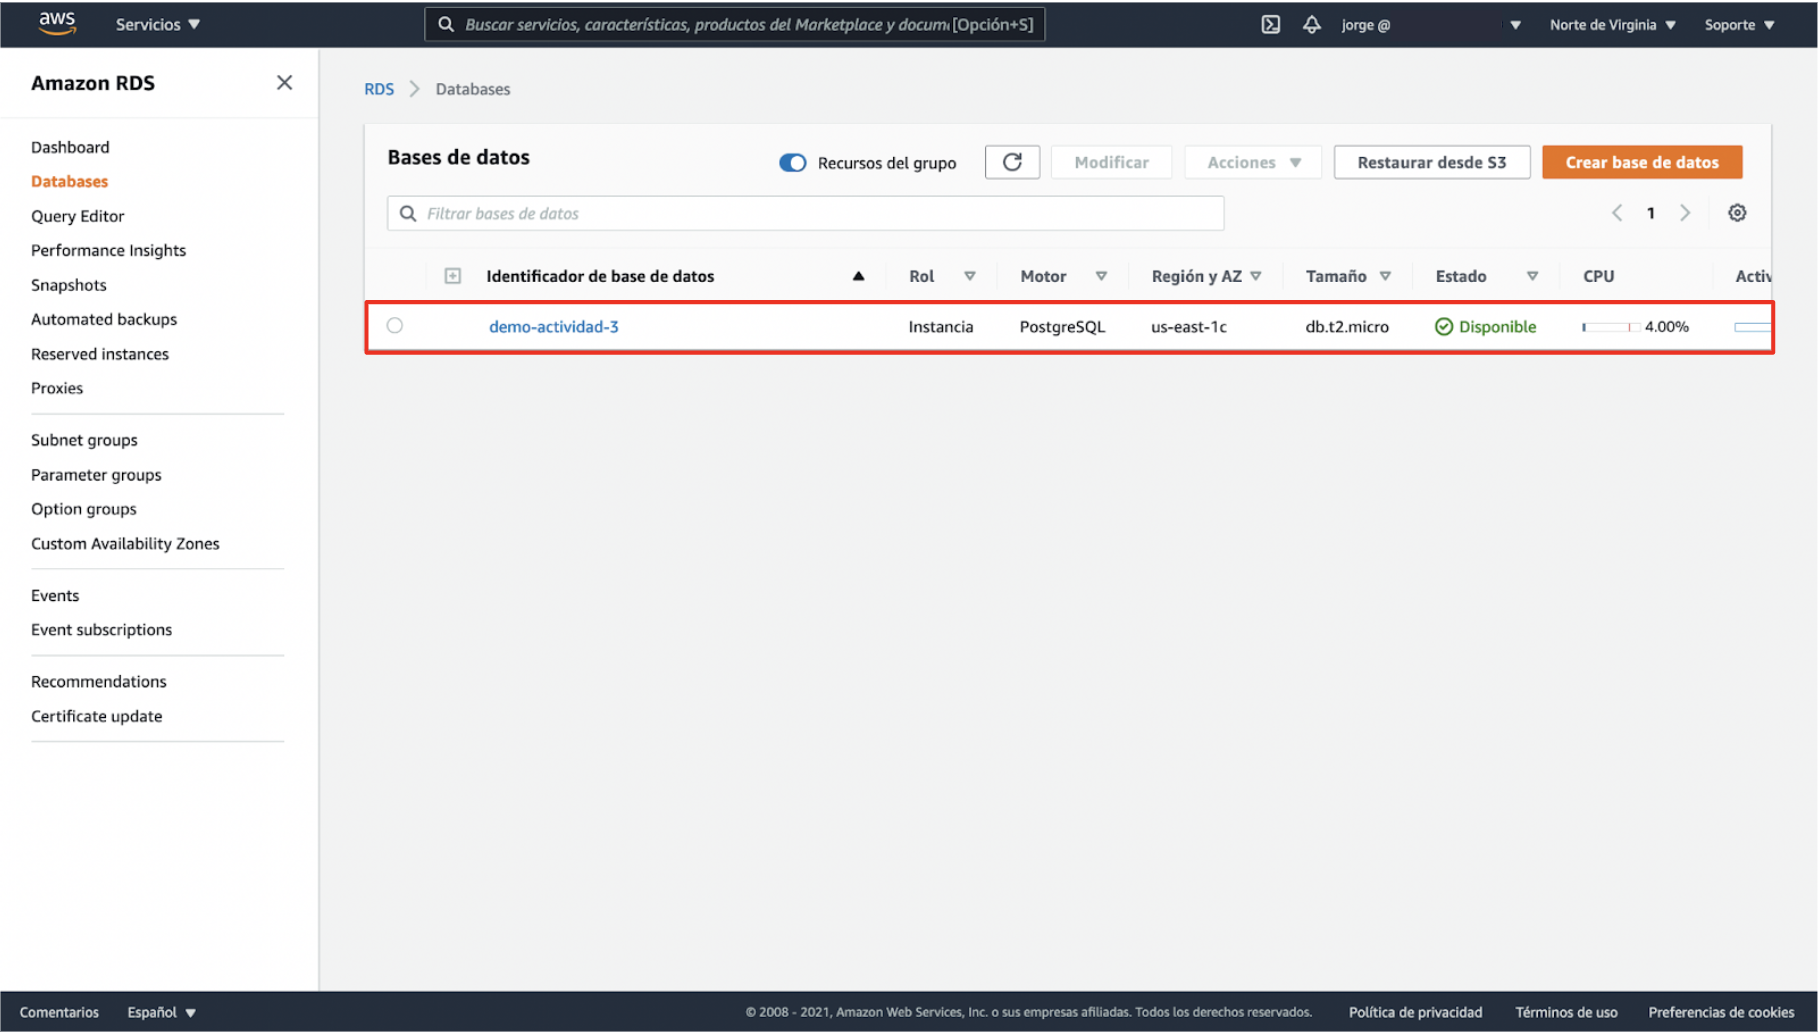 aws Servicios Buscar servicios, características, productos del Marketplace y docum [Opción+S] jorge @ Norte de Virginia Soporte
Amazon RDS
Dashboard
Databases
Query Editor
Performance Insights
Snapshots
Automated backups
Reserved instances
Proxies
Subnet groups
Parameter groups
Option groups
Custom Availability Zones
Events
Event subscriptions
Recommendations
Certificate update
RDS > Databases
Bases de datos Recursos del grupo Modificar Acciones Restaurar desde S3 Crear base de datos
Filtrar bases de datos 1
Identificador de base de datos Rol Motor Región y AZ Tamaño Estado CPU Activ
demo-actividad-3 Instancia PostgreSQL us-east-1c db.t2.micro Disponible 4.00%
Comentarios Español © 2008 - 2021, Amazon Web Services, Inc. o sus empresas afiliadas. Todos los derechos reservados. Política de privacidad Términos de uso Preferencias de cookies